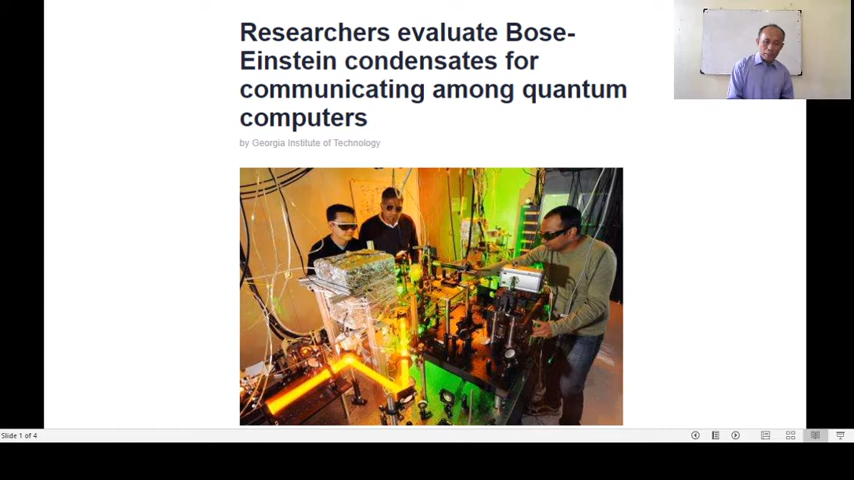 Researchers evaluate Bose-
Einstein condensates for
communicating among quantum
computers
by Georgia Institute of Technology
Slide 1 of 4